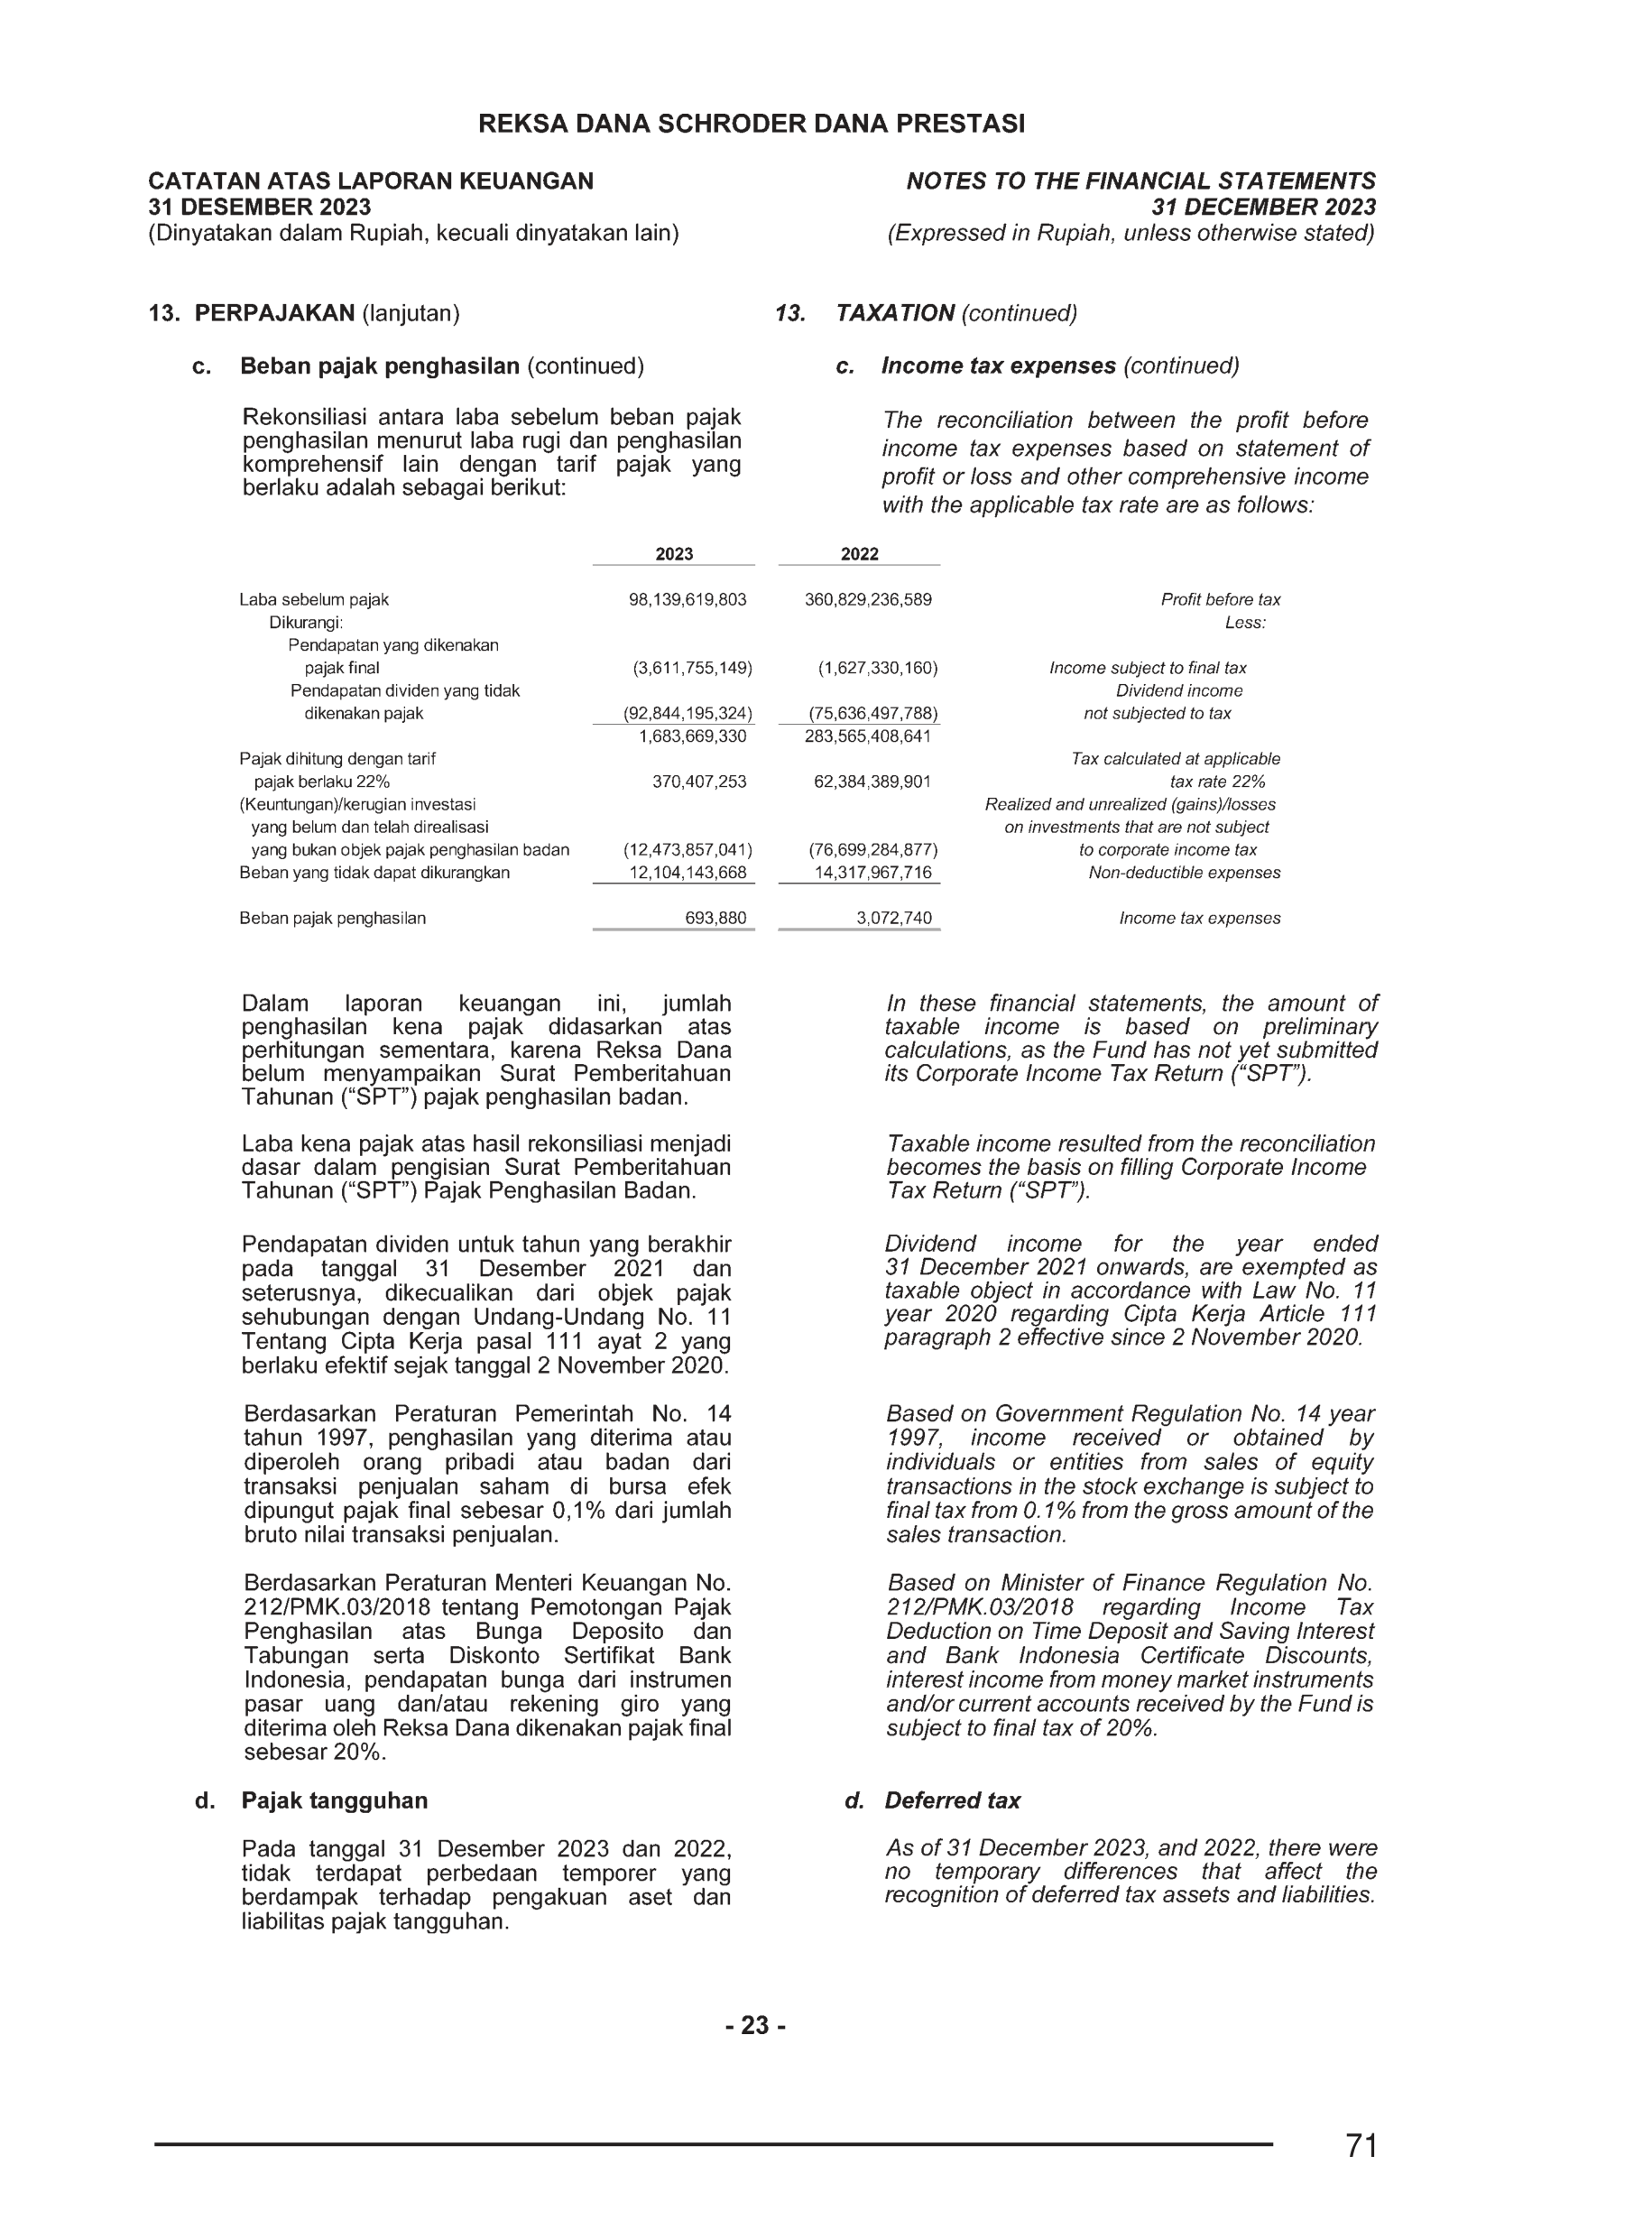 REKSA DANA SCHRODER DANA PRESTASI
CATATAN ATAS LAPORAN KEUANGAN
31 DESEMBER 2023
(Dinyatakan dalam Rupiah, kecuali dinyatakan lain)
NOTES TO THE FINANCIAL STATEMENTS
31 DECEMBER 2023
(Expressed in Rupiah, unless otherwise stated)
13. PERPAJAKAN (lanjutan)
13. TAXATION (continued)
c. Beban pajak penghasilan (continued)
c. Income tax expenses (continued)
Rekonsiliasi antara laba sebelum beban pajak
penghasilan menurut laba rugi dan penghasilan
komprehensif lain dengan tarif pajak yang
berlaku adalah sebagai berikut:
The reconciliation between the profit before
income tax expenses based on statement of
profit or loss and other comprehensive income
with the applicable tax rate are as follows:
2023 2022
Laba sebelum pajak 98,139,619,803 360,829,236,589 Profit before tax
Dikurangi: Less:
Pendapatan yang dikenakan
pajak final (3,611,755,149) (1,627,330,160) Income subject to final tax
Pendapatan dividen yang tidak Dividend income
dikenakan pajak (92,844,195,324) (75,636,497,788) not subjected to tax
1,683,669,330 283,565,408,641
Pajak dihitung dengan tarif Tax calculated at applicable
pajak berlaku 22% 370,407,253 62,384,389,901 tax rate 22%
(Keuntungan)/kerugian investasi Realized and unrealized (gains)/losses
yang belum dan telah direalisasi on investments that are not subject
yang bukan objek pajak penghasilan badan (12,473,857,041) (76,699,284,877) to corporate income tax
Beban yang tidak dapat dikurangkan 12,104,143,668 14,317,967,716 Non-deductible expenses
Beban pajak penghasilan 693,880 3,072,740 Income tax expenses
Dalam laporan keuangan ini, jumlah
penghasilan kena pajak didasarkan atas
perhitungan sementara, karena Reksa Dana
belum menyampaikan Surat Pemberitahuan
Tahunan (“SPT”) pajak penghasilan badan.
In these financial statements, the amount of
taxable income is based on preliminary
calculations, as the Fund has not yet submitted
its Corporate Income Tax Return (“SPT”).
Laba kena pajak atas hasil rekonsiliasi menjadi
dasar dalam pengisian Surat Pemberitahuan
Tahunan (“SPT”) Pajak Penghasilan Badan.
Taxable income resulted from the reconciliation
becomes the basis on filling Corporate Income
Tax Return (“SPT”).
Pendapatan dividen untuk tahun yang berakhir
pada tanggal 31 Desember 2021 dan
seterusnya, dikecualikan dari objek pajak
sehubungan dengan Undang-Undang No. 11
Tentang Cipta Kerja pasal 111 ayat 2 yang
berlaku efektif sejak tanggal 2 November 2020.
Dividend income for the year ended
31 December 2021 onwards, are exempted as
taxable object in accordance with Law No. 11
year 2020 regarding Cipta Kerja Article 111
paragraph 2 effective since 2 November 2020.
Berdasarkan Peraturan Pemerintah No. 14
tahun 1997, penghasilan yang diterima atau
diperoleh orang pribadi atau badan dari
transaksi penjualan saham di bursa efek
dipungut pajak final sebesar 0,1% dari jumlah
bruto nilai transaksi penjualan.
Based on Government Regulation No. 14 year
1997, income received or obtained by
individuals or entities from sales of equity
transactions in the stock exchange is subject to
final tax from 0.1% from the gross amount of the
sales transaction.
Berdasarkan Peraturan Menteri Keuangan No.
212/PMK.03/2018 tentang Pemotongan Pajak
Penghasilan atas Bunga Deposito dan
Tabungan serta Diskonto Sertifikat Bank
Indonesia, pendapatan bunga dari instrumen
pasar uang dan/atau rekening giro yang
diterima oleh Reksa Dana dikenakan pajak final
sebesar 20%.
Based on Minister of Finance Regulation No.
212/PMK.03/2018 regarding Income Tax
Deduction on Time Deposit and Saving Interest
and Bank Indonesia Certificate Discounts,
interest income from money market instruments
and/or current accounts received by the Fund is
subject to final tax of 20%.
d. Pajak tangguhan
d. Deferred tax
Pada tanggal 31 Desember 2023 dan 2022,
tidak terdapat perbedaan temporer yang
berdampak terhadap pengakuan aset dan
liabilitas pajak tangguhan.
As of 31 December 2023, and 2022, there were
no temporary differences that affect the
recognition of deferred tax assets and liabilities.
- 23 -
71